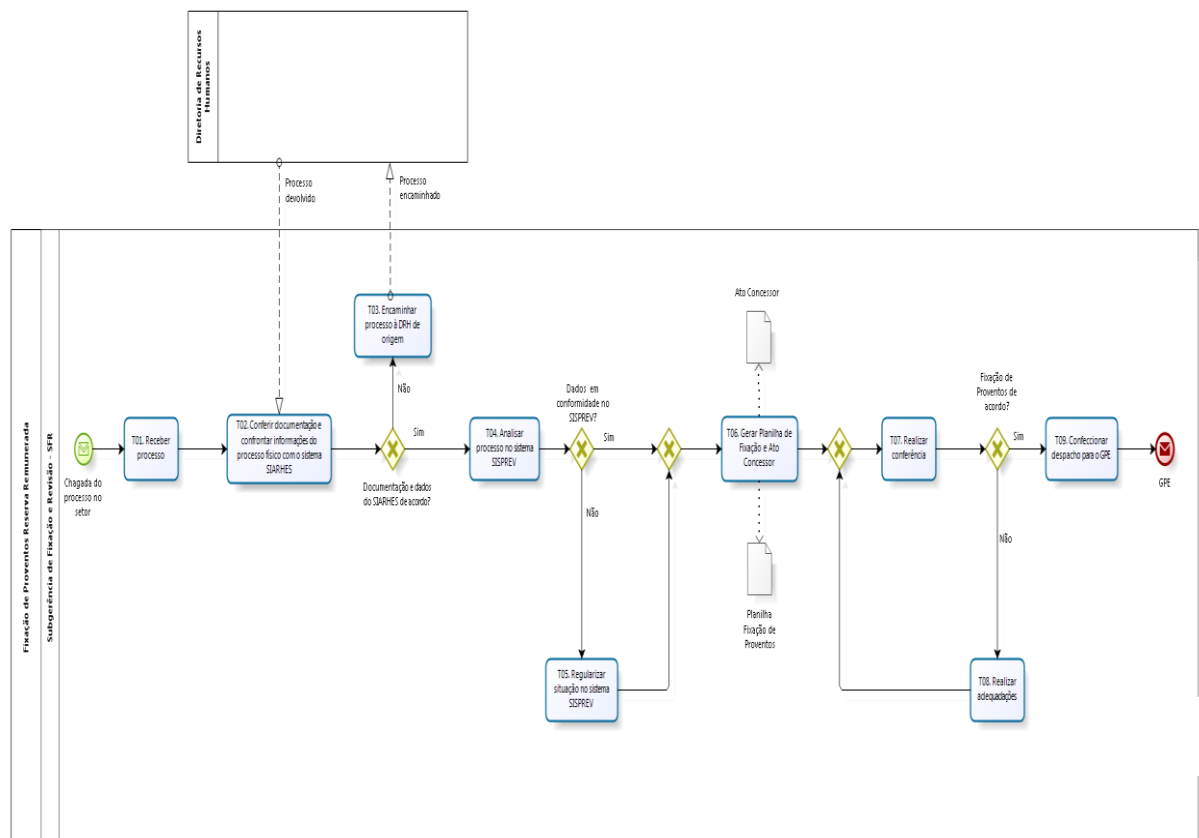 Diretoria de Recursos
Humanos
Processo
devolvido
Processo
encaminhado
Fixação de Proventos Reserva Remunerada
Subgerência de Fixação e Revisão - SFR
Chagada do
processo no
setor
T01. Receber
processo
T02. Conferir documentação e
confrontar informações do
processo físico com o sistema
SIARHES
T03. Encaminhar
processo à DRH de
origem
Não
Sim
Documentação e dados
do SIARHES de acordo?
T04. Analisar
processo no sistema
SISPREV
Dados em
conformidade no
SISPREV?
Sim
Não
T05. Regularizar
situação no sistema
SISPREV
Ato Concessor
T06. Gerar Planilha de
Fixação e Ato
Concessor
Planilha
Fixação de
Proventos
T07. Realizar
conferência
Fixação de
Proventos de
acordo?
Sim
Não
T08. Realizar
adequadações
T09. Confeccionar
despacho para o GPE
GPE